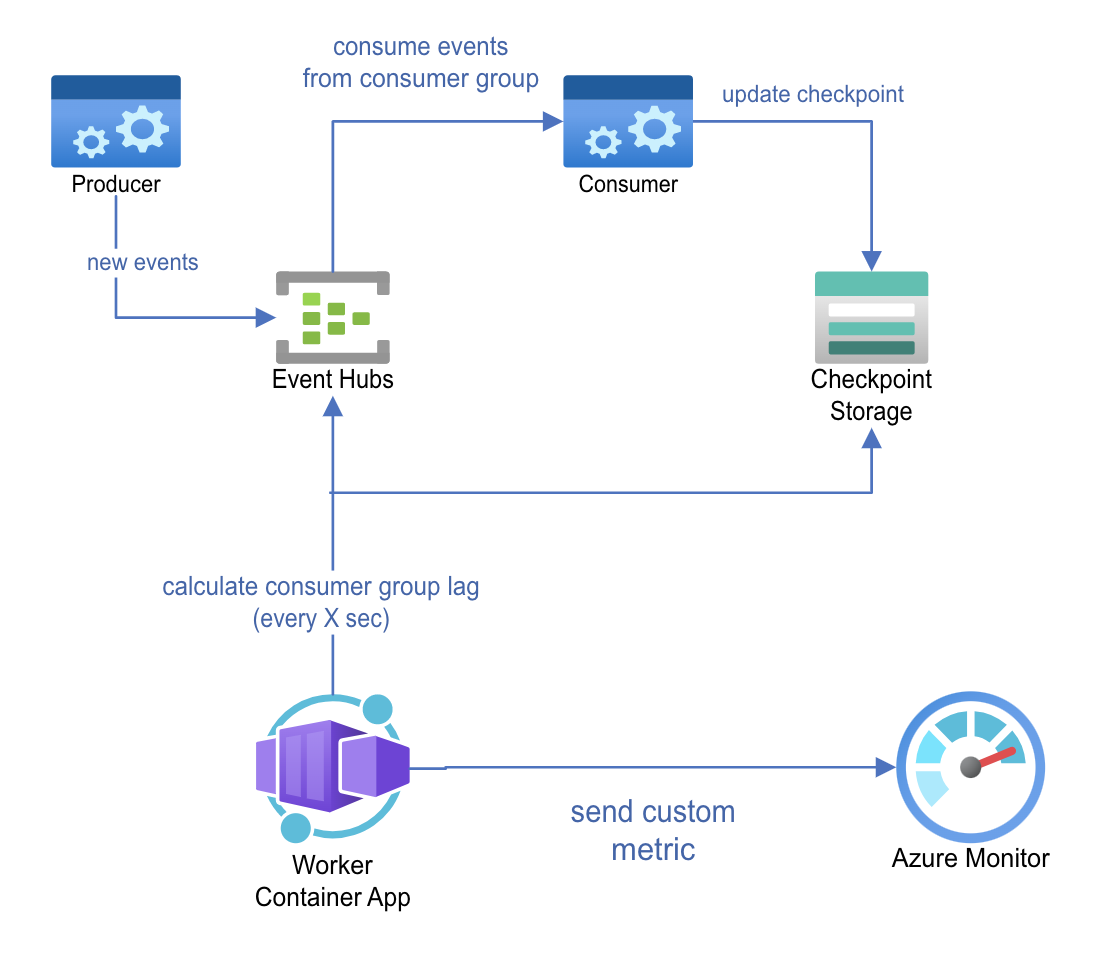 consume events
from consumer group
update checkpoint
Producer
Consumer
new events
Event Hubs
Checkpoint
Storage
calculate consumer group lag
(every X sec)
send custom
metric
Worker
Container App
Azure Monitor